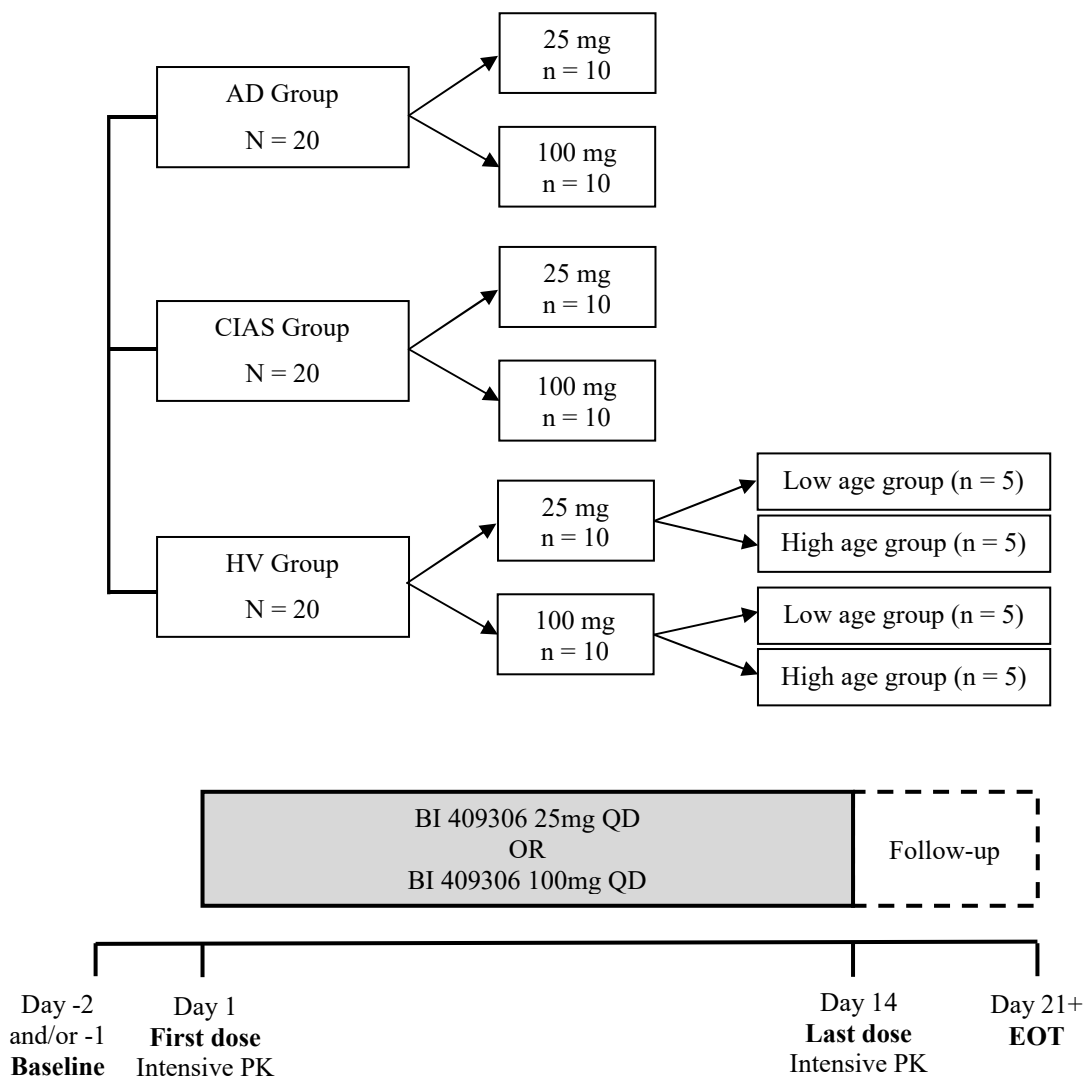 AD Group
N = 20
25 mg
n = 10
100 mg
n = 10
CIAS Group
N = 20
25 mg
n = 10
100 mg
n = 10
HV Group
N = 20
25 mg
n = 10
Low age group (n = 5)
High age group (n = 5)
100 mg
n = 10
Low age group (n = 5)
High age group (n = 5)
BI 409306 25mg QD
OR
BI 409306 100mg QD
Follow-up
Day -2
and/or -1
Baseline
Day 1
First dose
Intensive PK
Day 14
Last dose
Intensive PK
Day 21+
EOT